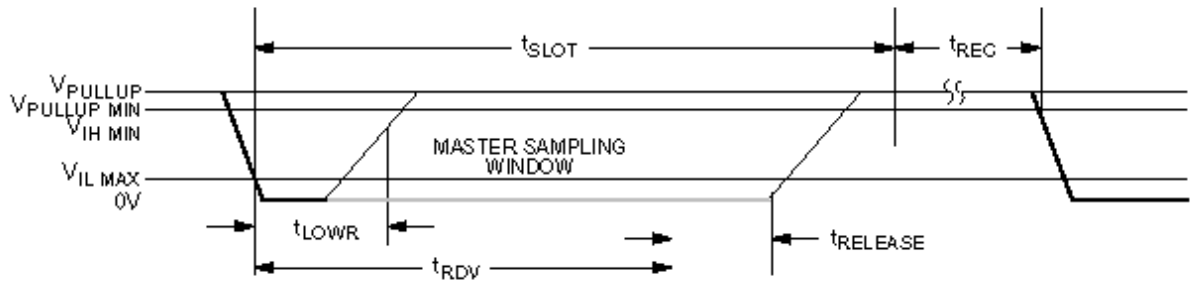 tSLOT
tREC
VPULLUP
VPULLUP MIN
VIH MIN
MASTER SAMPLING
WINDOW
VIL MAX
0V
tLOWR
tRELEASE
tRDV